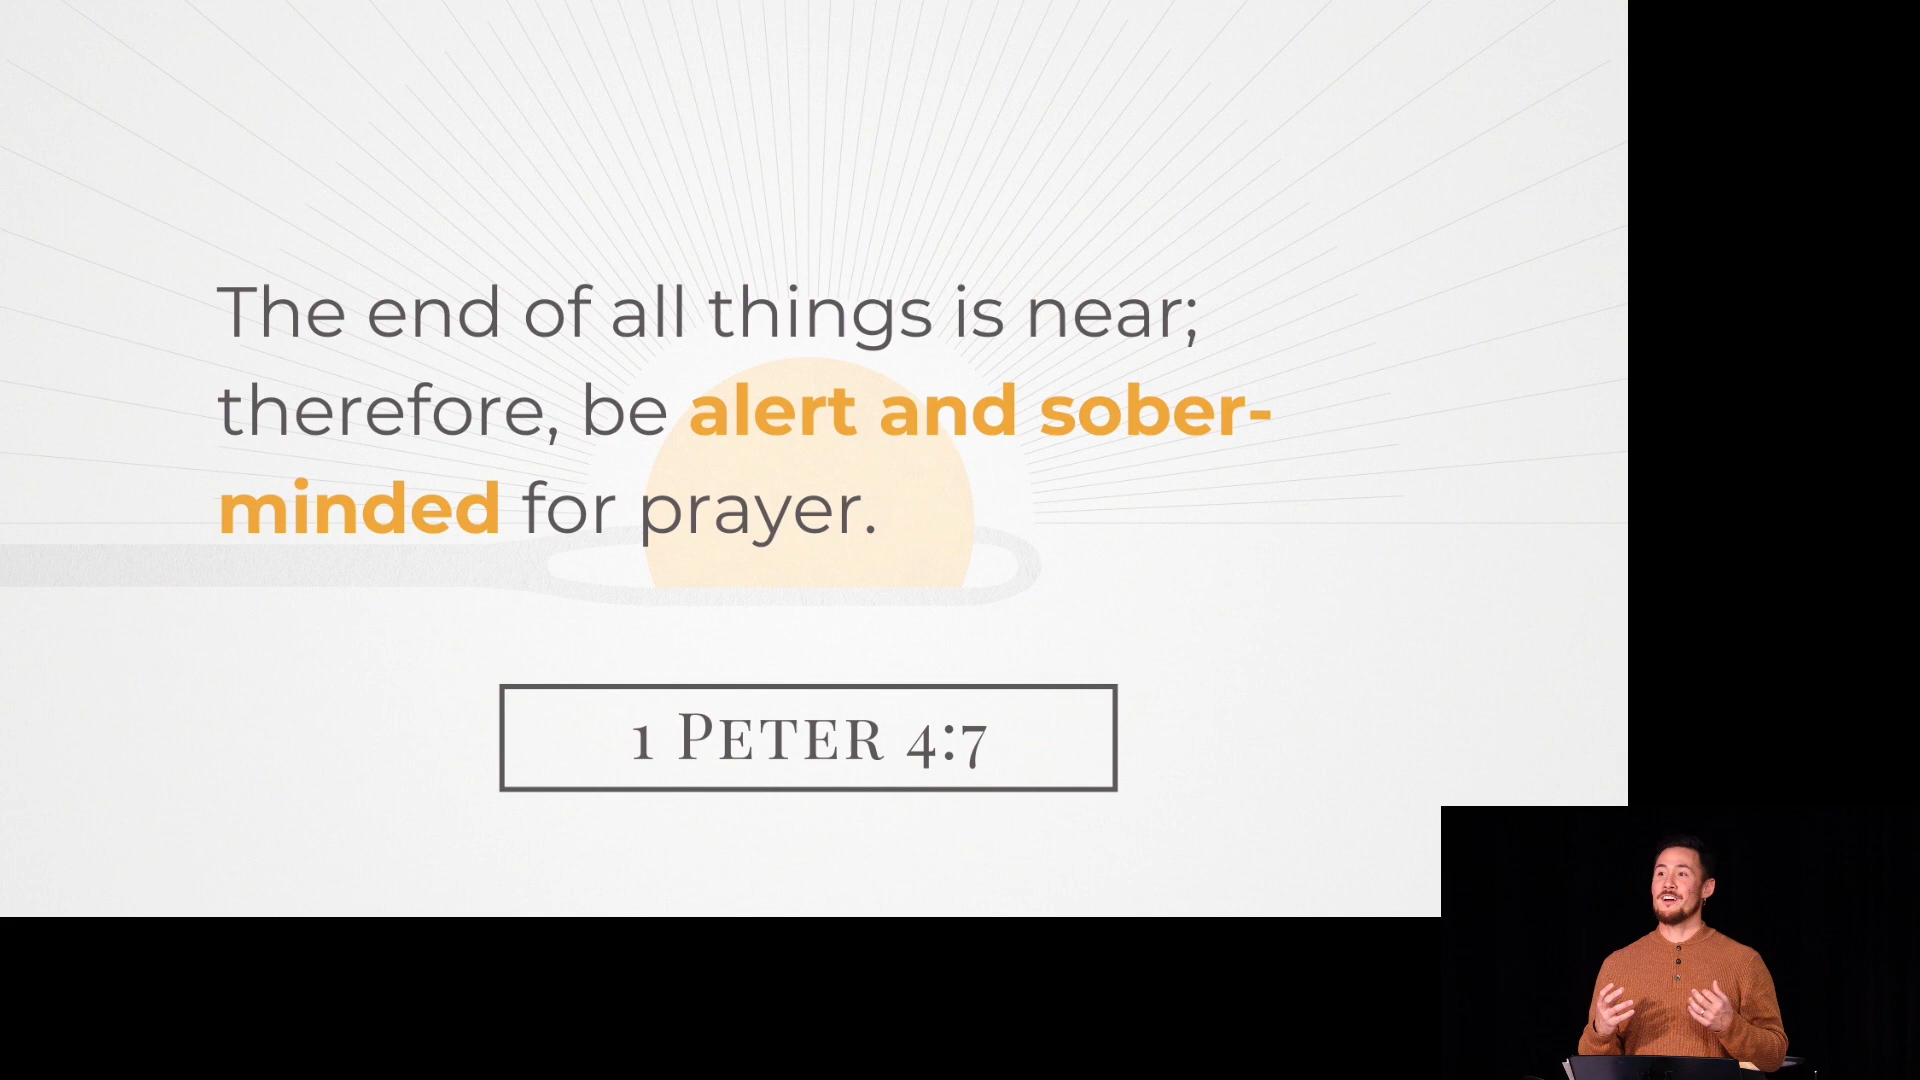 The end of all things is near;
therefore, be alert and sober-
minded for prayer.
1 PETER 4:7